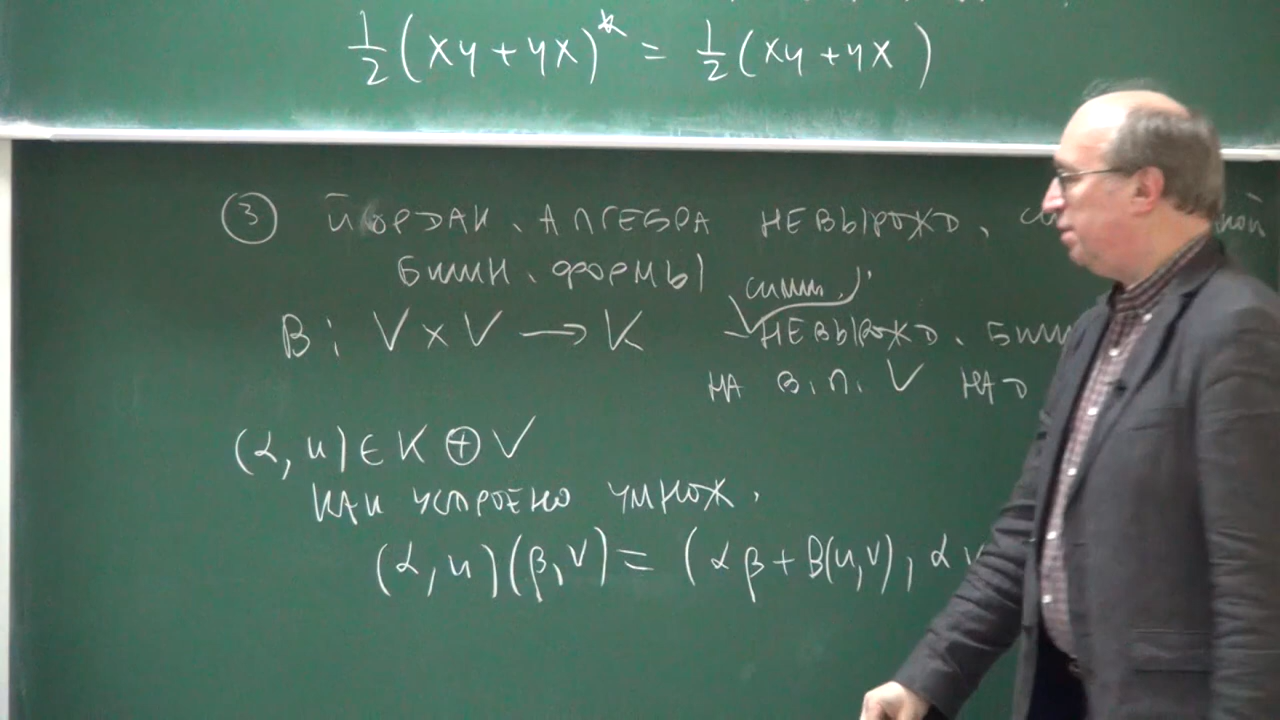 ½(xy+yx)* = ½(xy+yx)
③ ЙОРДАН. АЛГЕБРА НЕВЫРОЖД.
БИЛИН. ФОРМЫ
симм.
B: V × V → K НЕВЫРОЖД. БИЛИ
НА В.П. V НАД
(α, u) ∈ K ⊕ V
КАК УСТРОЕНО УМНОЖ.
(α, u)(β, v) = (αβ + B(u,v), α